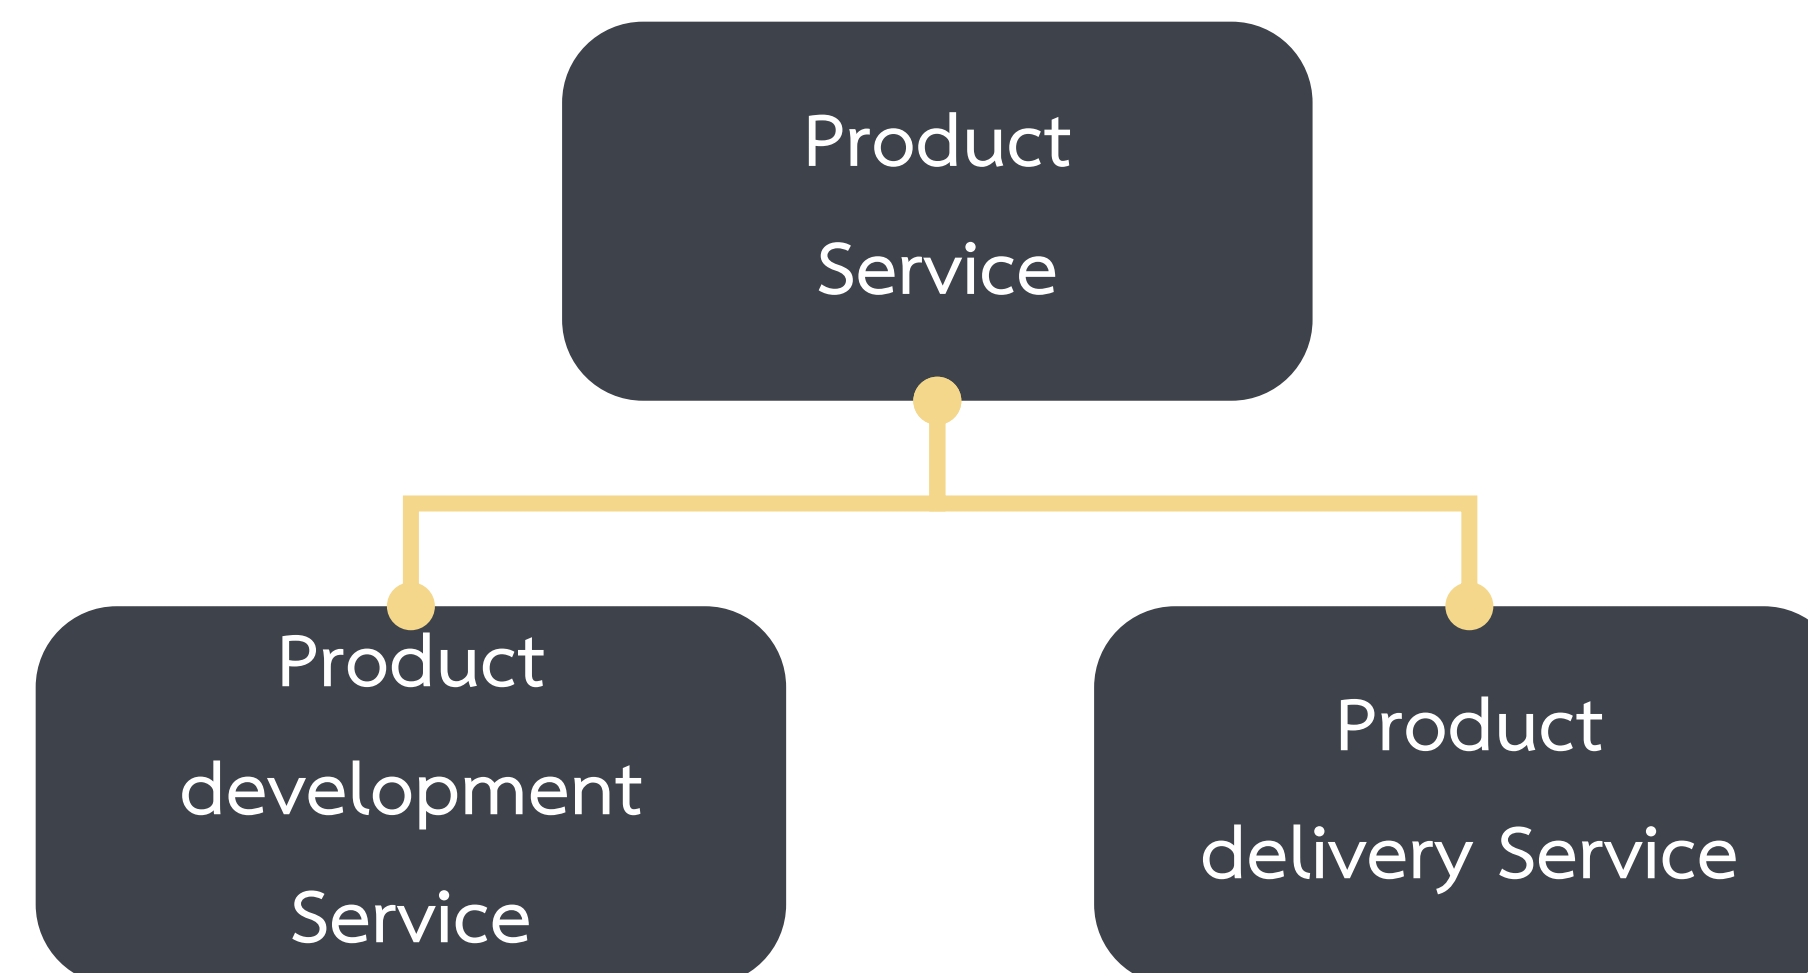 Product
Service
Product
development
Service
Product
delivery Service